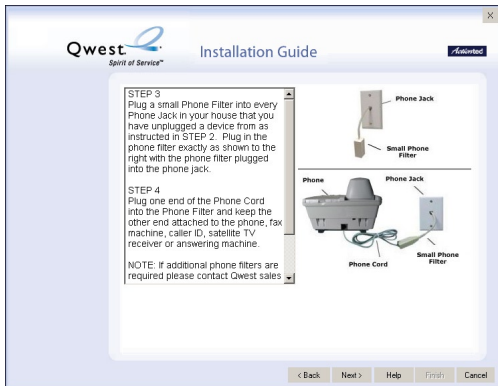 X
Qwest.
Spirit of Service™
Installation Guide
Actiontec
STEP 3
Plug a small Phone Filter into every
Phone Jack in your house that you
have unplugged a device from as
instructed in STEP 2. Plug in the
phone filter exactly as shown to the
right with the phone filter plugged
into the phone jack.
STEP 4
Plug one end of the Phone Cord
into the Phone Filter and keep the
other end attached to the phone, fax
machine, caller ID, satellite TV
receiver or answering machine.
NOTE: If additional phone filters are
required please contact Qwest sales
Phone Jack
Small Phone
Filter
Phone
Phone Jack
Small Phone
Filter
Phone Cord
< Back
Next >
Help
Finish
Cancel